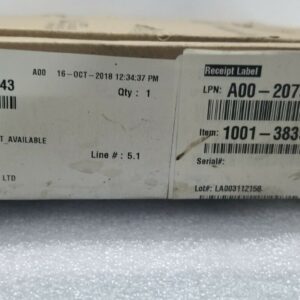 A00 16-OCT-2018 12:34:37 PM
43
Qty : 1
T_AVAILABLE
Line # : 5.1
LTD
Receipt Label
LPN: A00-207
Item: 1001-383
Serial#:
Lot#: LA003112158